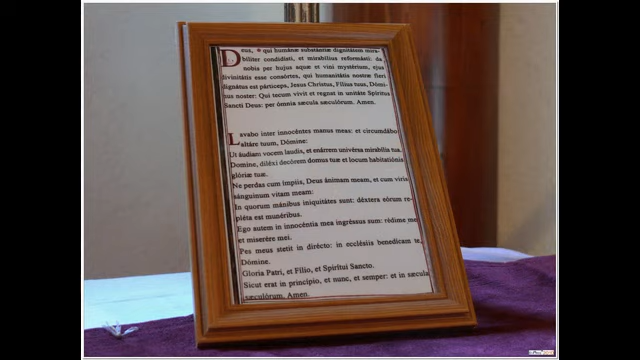 Deus, * qui humánæ substántiæ dignitátem mira-
biliter condidísti, et mirabílius reformásti: da
nobis per hujus aquæ et vini mystérium, ejus
divinitátis esse consórtes, qui humanitátis nostræ fíeri
dignátus est párticeps, Jesus Christus, Fílius tuus, Dómi-
nus noster: Qui tecum vivit et regnat in unitáte Spíritus
Sancti Deus: per ómnia sǽcula sæculórum. Amen.
Lavabo inter innocéntes manus meas: et circumdábo
altáre tuum, Dómine:
Ut áudiam vocem laudis, et enárrem univérsa mirabília tua.
Domine, diléxi decórem domus tuæ et locum habitatiónis
glóriæ tuæ.
Ne perdas cum ímpiis, Deus ánimam meam, et cum viris
sánguinum vitam meam:
In quorum mánibus iniquitátes sunt: déxtera eórum re-
pléta est munéribus.
Ego autem in innocéntia mea ingréssus sum: rédime me
et miserére mei.
Pes meus stetit in dirécto: in ecclésiis benedícam te,
Dómine.
Gloria Patri, et Fílio, et Spirítui Sancto.
Sicut erat in princípio, et nunc, et semper: et in sǽcula
sæculórum. Amen.